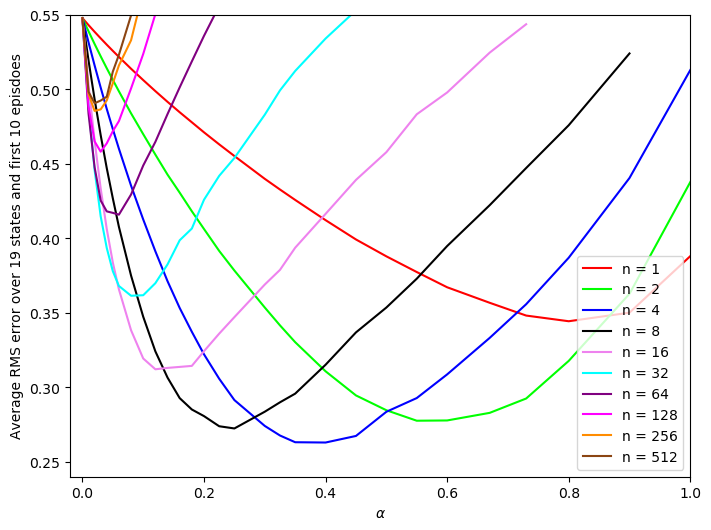 Average RMS error over 19 states and first 10 episdoes
0.55
0.50
0.45
0.40
0.35
0.30
0.25
0.0 0.2 0.4 0.6 0.8 1.0
α
n = 1
n = 2
n = 4
n = 8
n = 16
n = 32
n = 64
n = 128
n = 256
n = 512